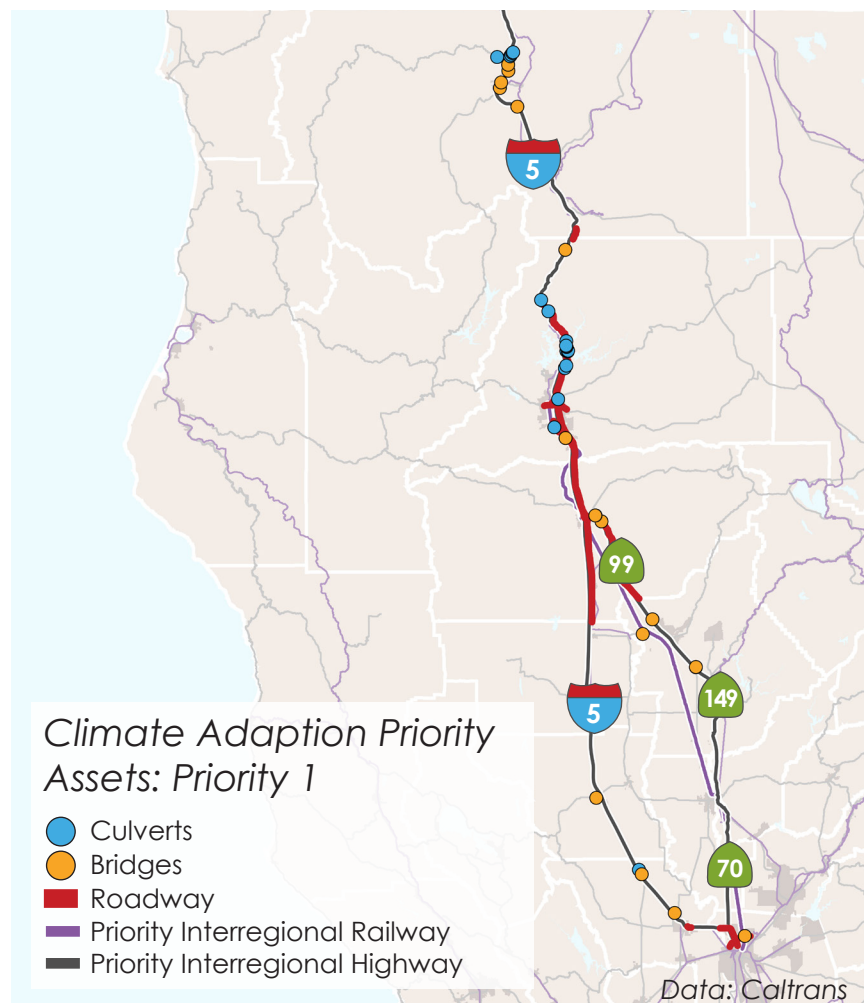 5
99
149
5
70
Climate Adaption Priority
Assets: Priority 1
Culverts
Bridges
Roadway
Priority Interregional Railway
Priority Interregional Highway
Data: Caltrans